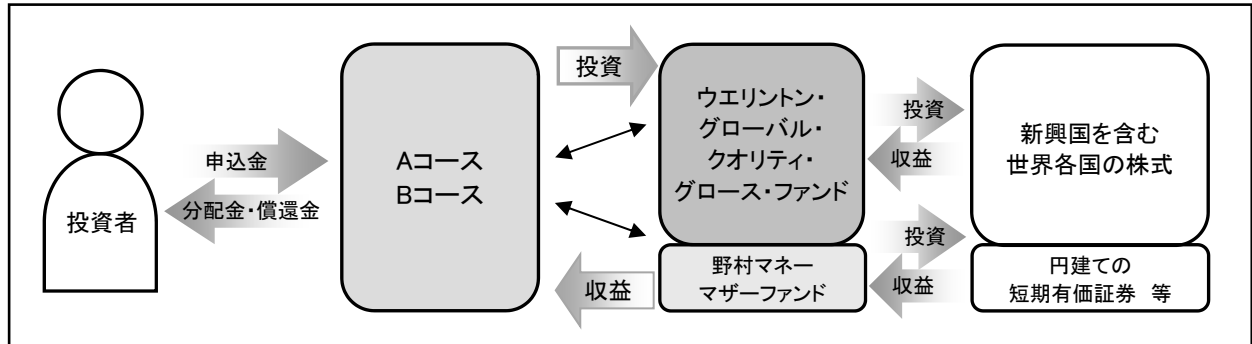 投資者
申込金
分配金・償還金
Aコース
Bコース
投資
収益
ウエリントン・
グローバル・
クオリティ・
グロース・ファンド
野村マネー
マザーファンド
投資
収益
投資
収益
新興国を含む
世界各国の株式
円建ての
短期有価証券 等